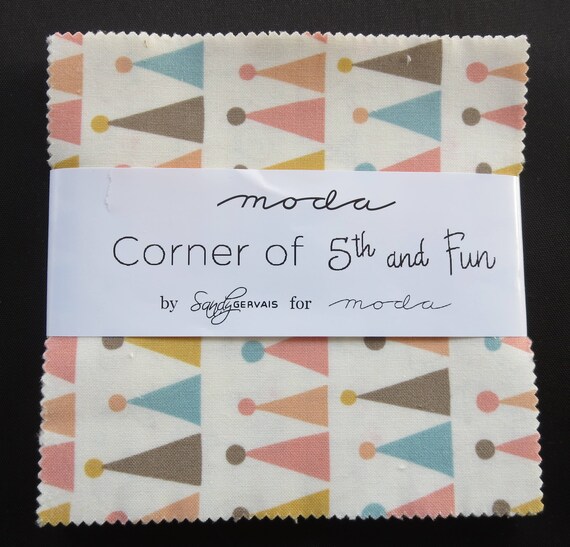 moda
Corner of 5th and Fun
by Sandy GERVAIS for moda